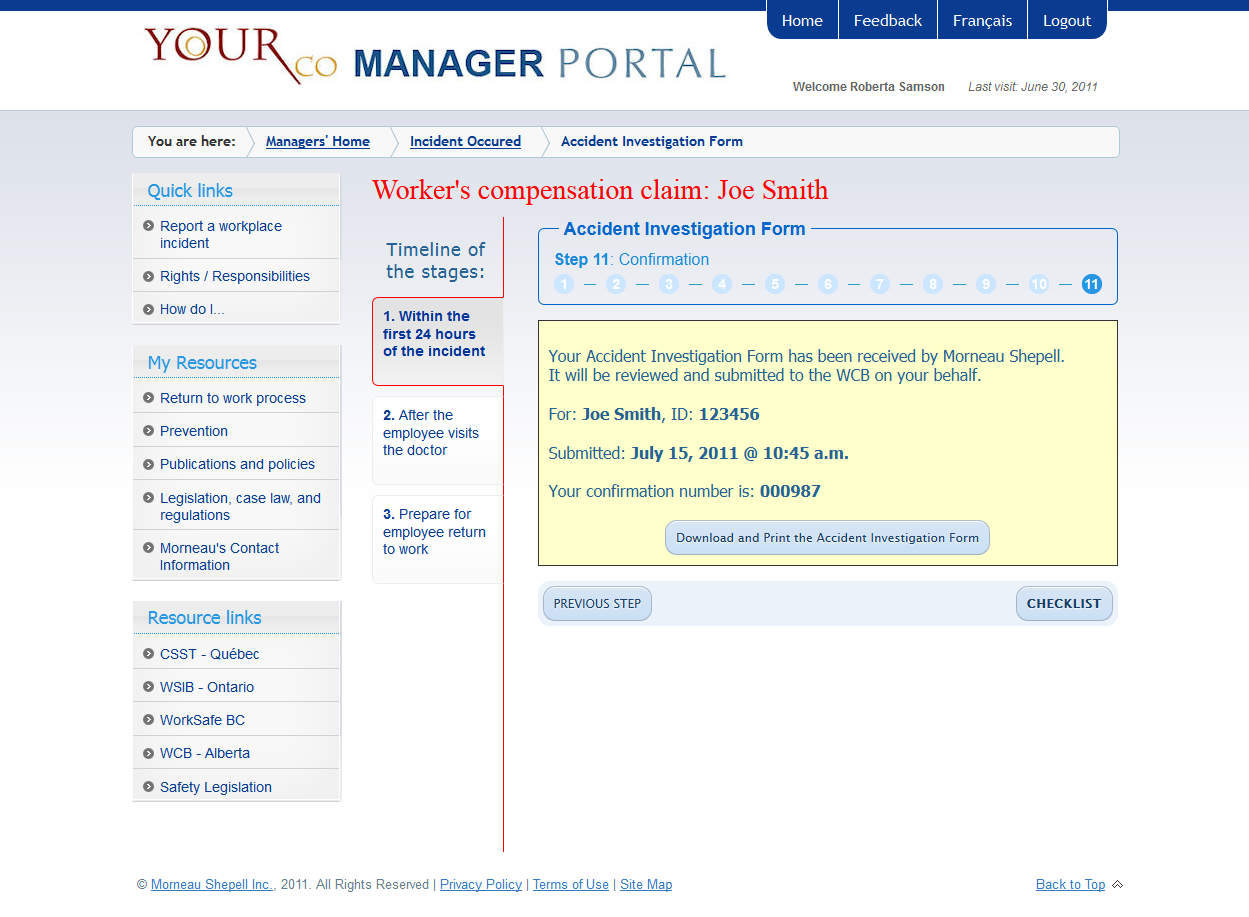 Home
Feedback
Français
Logout
YOUR CO MANAGER PORTAL
Welcome Roberta Samson
Last visit: June 30, 2011
You are here:
Managers' Home
Incident Occured
Accident Investigation Form
Quick links
Report a workplace
incident
Rights / Responsibilities
How do I...
My Resources
Return to work process
Prevention
Publications and policies
Legislation, case law, and
regulations
Morneau's Contact
Information
Resource links
CSST - Québec
WSIB - Ontario
WorkSafe BC
WCB - Alberta
Safety Legislation
Worker's compensation claim: Joe Smith
Timeline of
the stages:
1. Within the
first 24 hours
of the incident
2. After the
employee visits
the doctor
3. Prepare for
employee return
to work
Accident Investigation Form
Step 11: Confirmation
1 — 2 — 3 — 4 — 5 — 6 — 7 — 8 — 9 — 10 — 11
Your Accident Investigation Form has been received by Morneau Shepell.
It will be reviewed and submitted to the WCB on your behalf.
For: Joe Smith, ID: 123456
Submitted: July 15, 2011 @ 10:45 a.m.
Your confirmation number is: 000987
Download and Print the Accident Investigation Form
PREVIOUS STEP
CHECKLIST
© Morneau Shepell Inc., 2011. All Rights Reserved | Privacy Policy | Terms of Use | Site Map
Back to Top